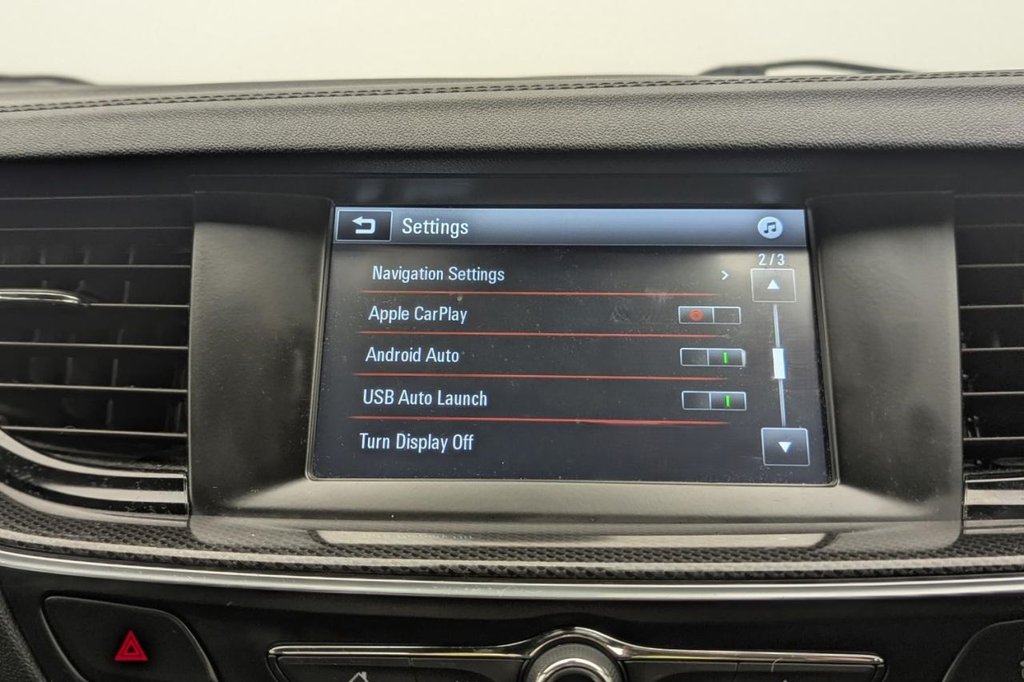 Settings
2/3
Navigation Settings >
Apple CarPlay
Android Auto
USB Auto Launch
Turn Display Off